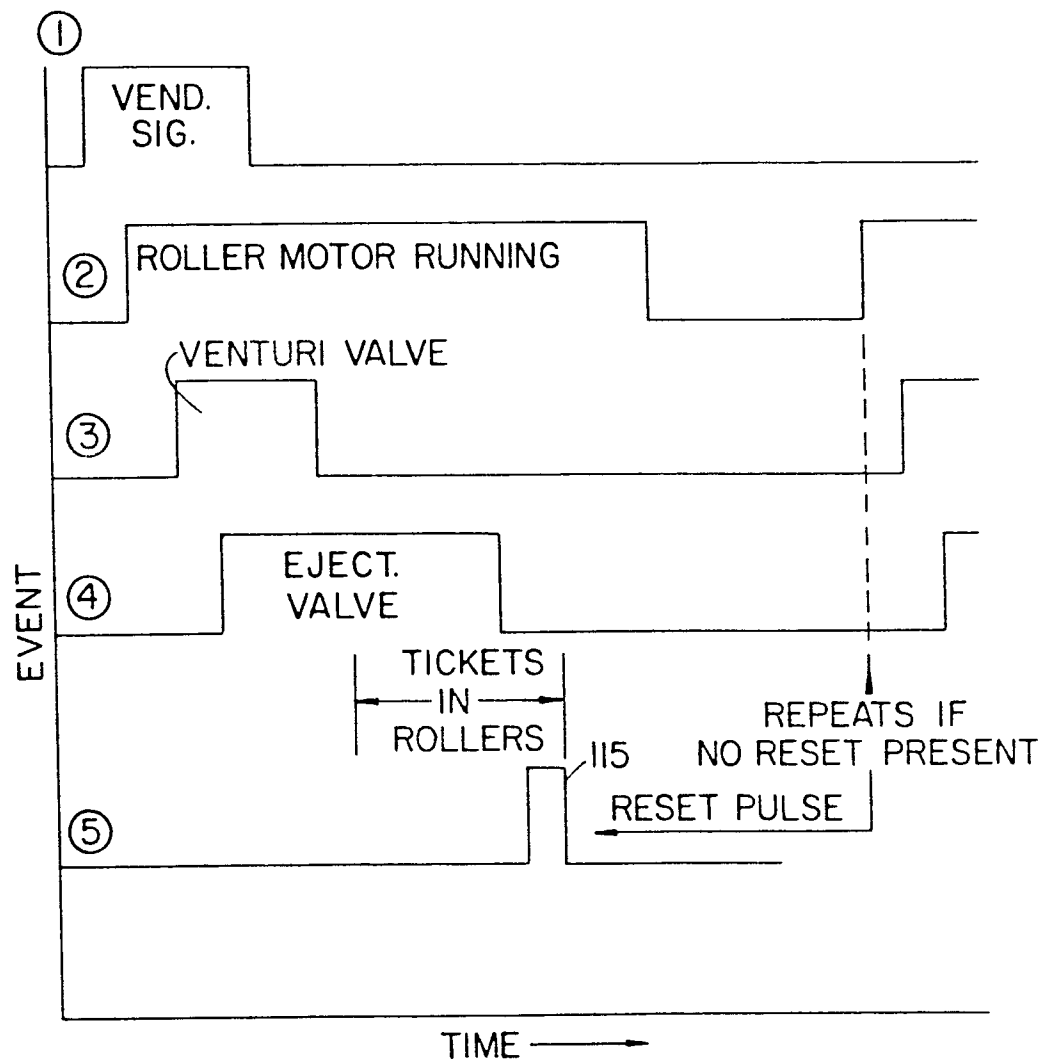 ①
VEND.
SIG.
②
ROLLER MOTOR RUNNING
VENTURI VALVE
③
④
EJECT.
VALVE
EVENT
TICKETS
IN
ROLLERS
115
REPEATS IF
NO RESET PRESENT
RESET PULSE
⑤
TIME